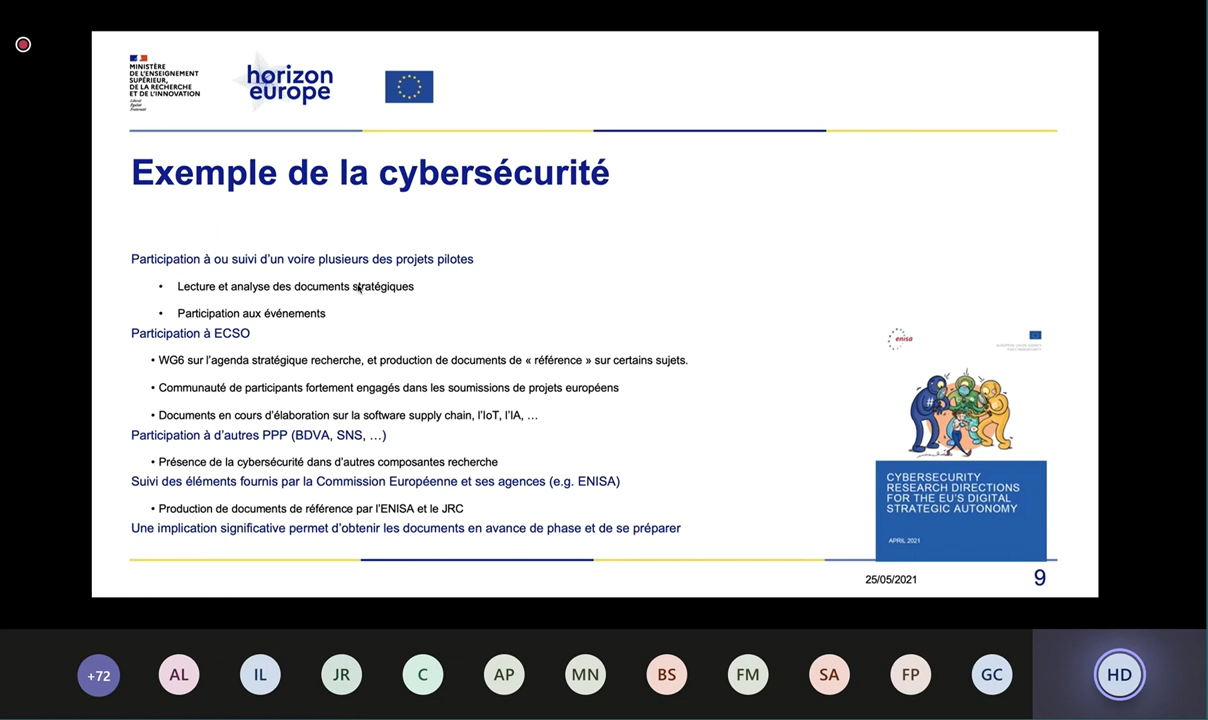 MINISTÈRE
DE L'ENSEIGNEMENT
SUPÉRIEUR,
DE LA RECHERCHE
ET DE L'INNOVATION
Liberté
Égalité
Fraternité
horizon
europe
Exemple de la cybersécurité
Participation à ou suivi d'un voire plusieurs des projets pilotes
• Lecture et analyse des documents stratégiques
• Participation aux événements
Participation à ECSO
• WG6 sur l'agenda stratégique recherche, et production de documents de « référence » sur certains sujets.
• Communauté de participants fortement engagés dans les soumissions de projets européens
• Documents en cours d'élaboration sur la software supply chain, l'IoT, l'IA, …
Participation à d'autres PPP (BDVA, SNS, …)
• Présence de la cybersécurité dans d'autres composantes recherche
Suivi des éléments fournis par la Commission Européenne et ses agences (e.g. ENISA)
• Production de documents de référence par l'ENISA et le JRC
Une implication significative permet d'obtenir les documents en avance de phase et de se préparer
enisa
#
CYBERSECURITY
RESEARCH DIRECTIONS
FOR THE EU'S DIGITAL
STRATEGIC AUTONOMY
APRIL 2021
25/05/2021
9
+72
AL
IL
JR
C
AP
MN
BS
FM
SA
FP
GC
HD